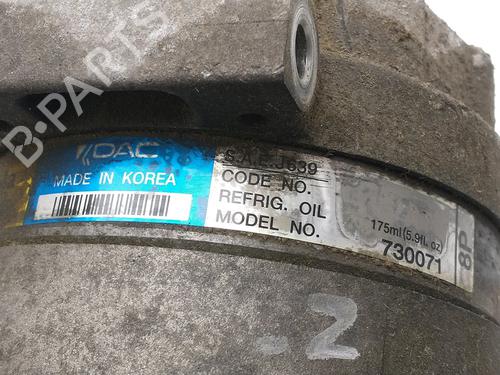 B-PARTS
DAC
MADE IN KOREA
S.A.E J639
CODE NO.
REFRIG. OIL 175ml(5.9fl. oz)
MODEL NO. 730071
8P
-2